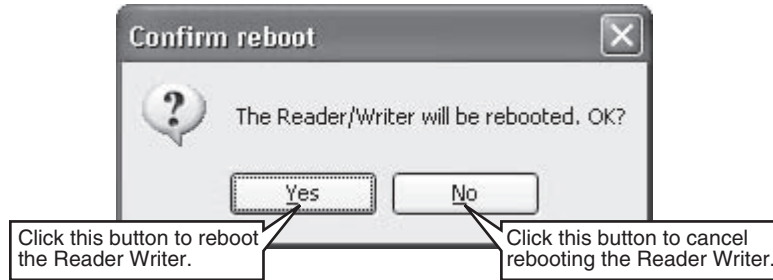 Confirm reboot
The Reader/Writer will be rebooted. OK?
Yes No
Click this button to reboot
the Reader Writer.
Click this button to cancel
rebooting the Reader Writer.